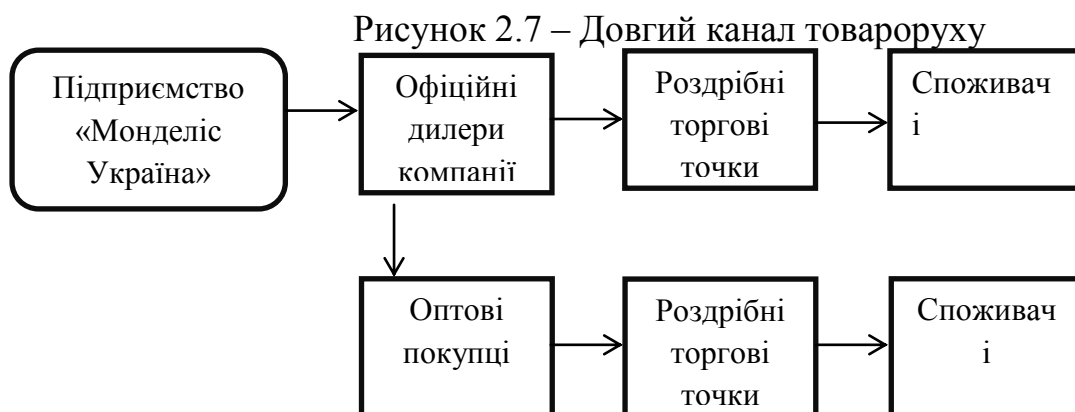 Рисунок 2.7 – Довгий канал товароруху
Підприємство
«Монделіс
Україна»
Офіційні
дилери
компанії
Роздрібні
торгові
точки
Споживач
і
Оптові
покупці
Роздрібні
торгові
точки
Споживач
і